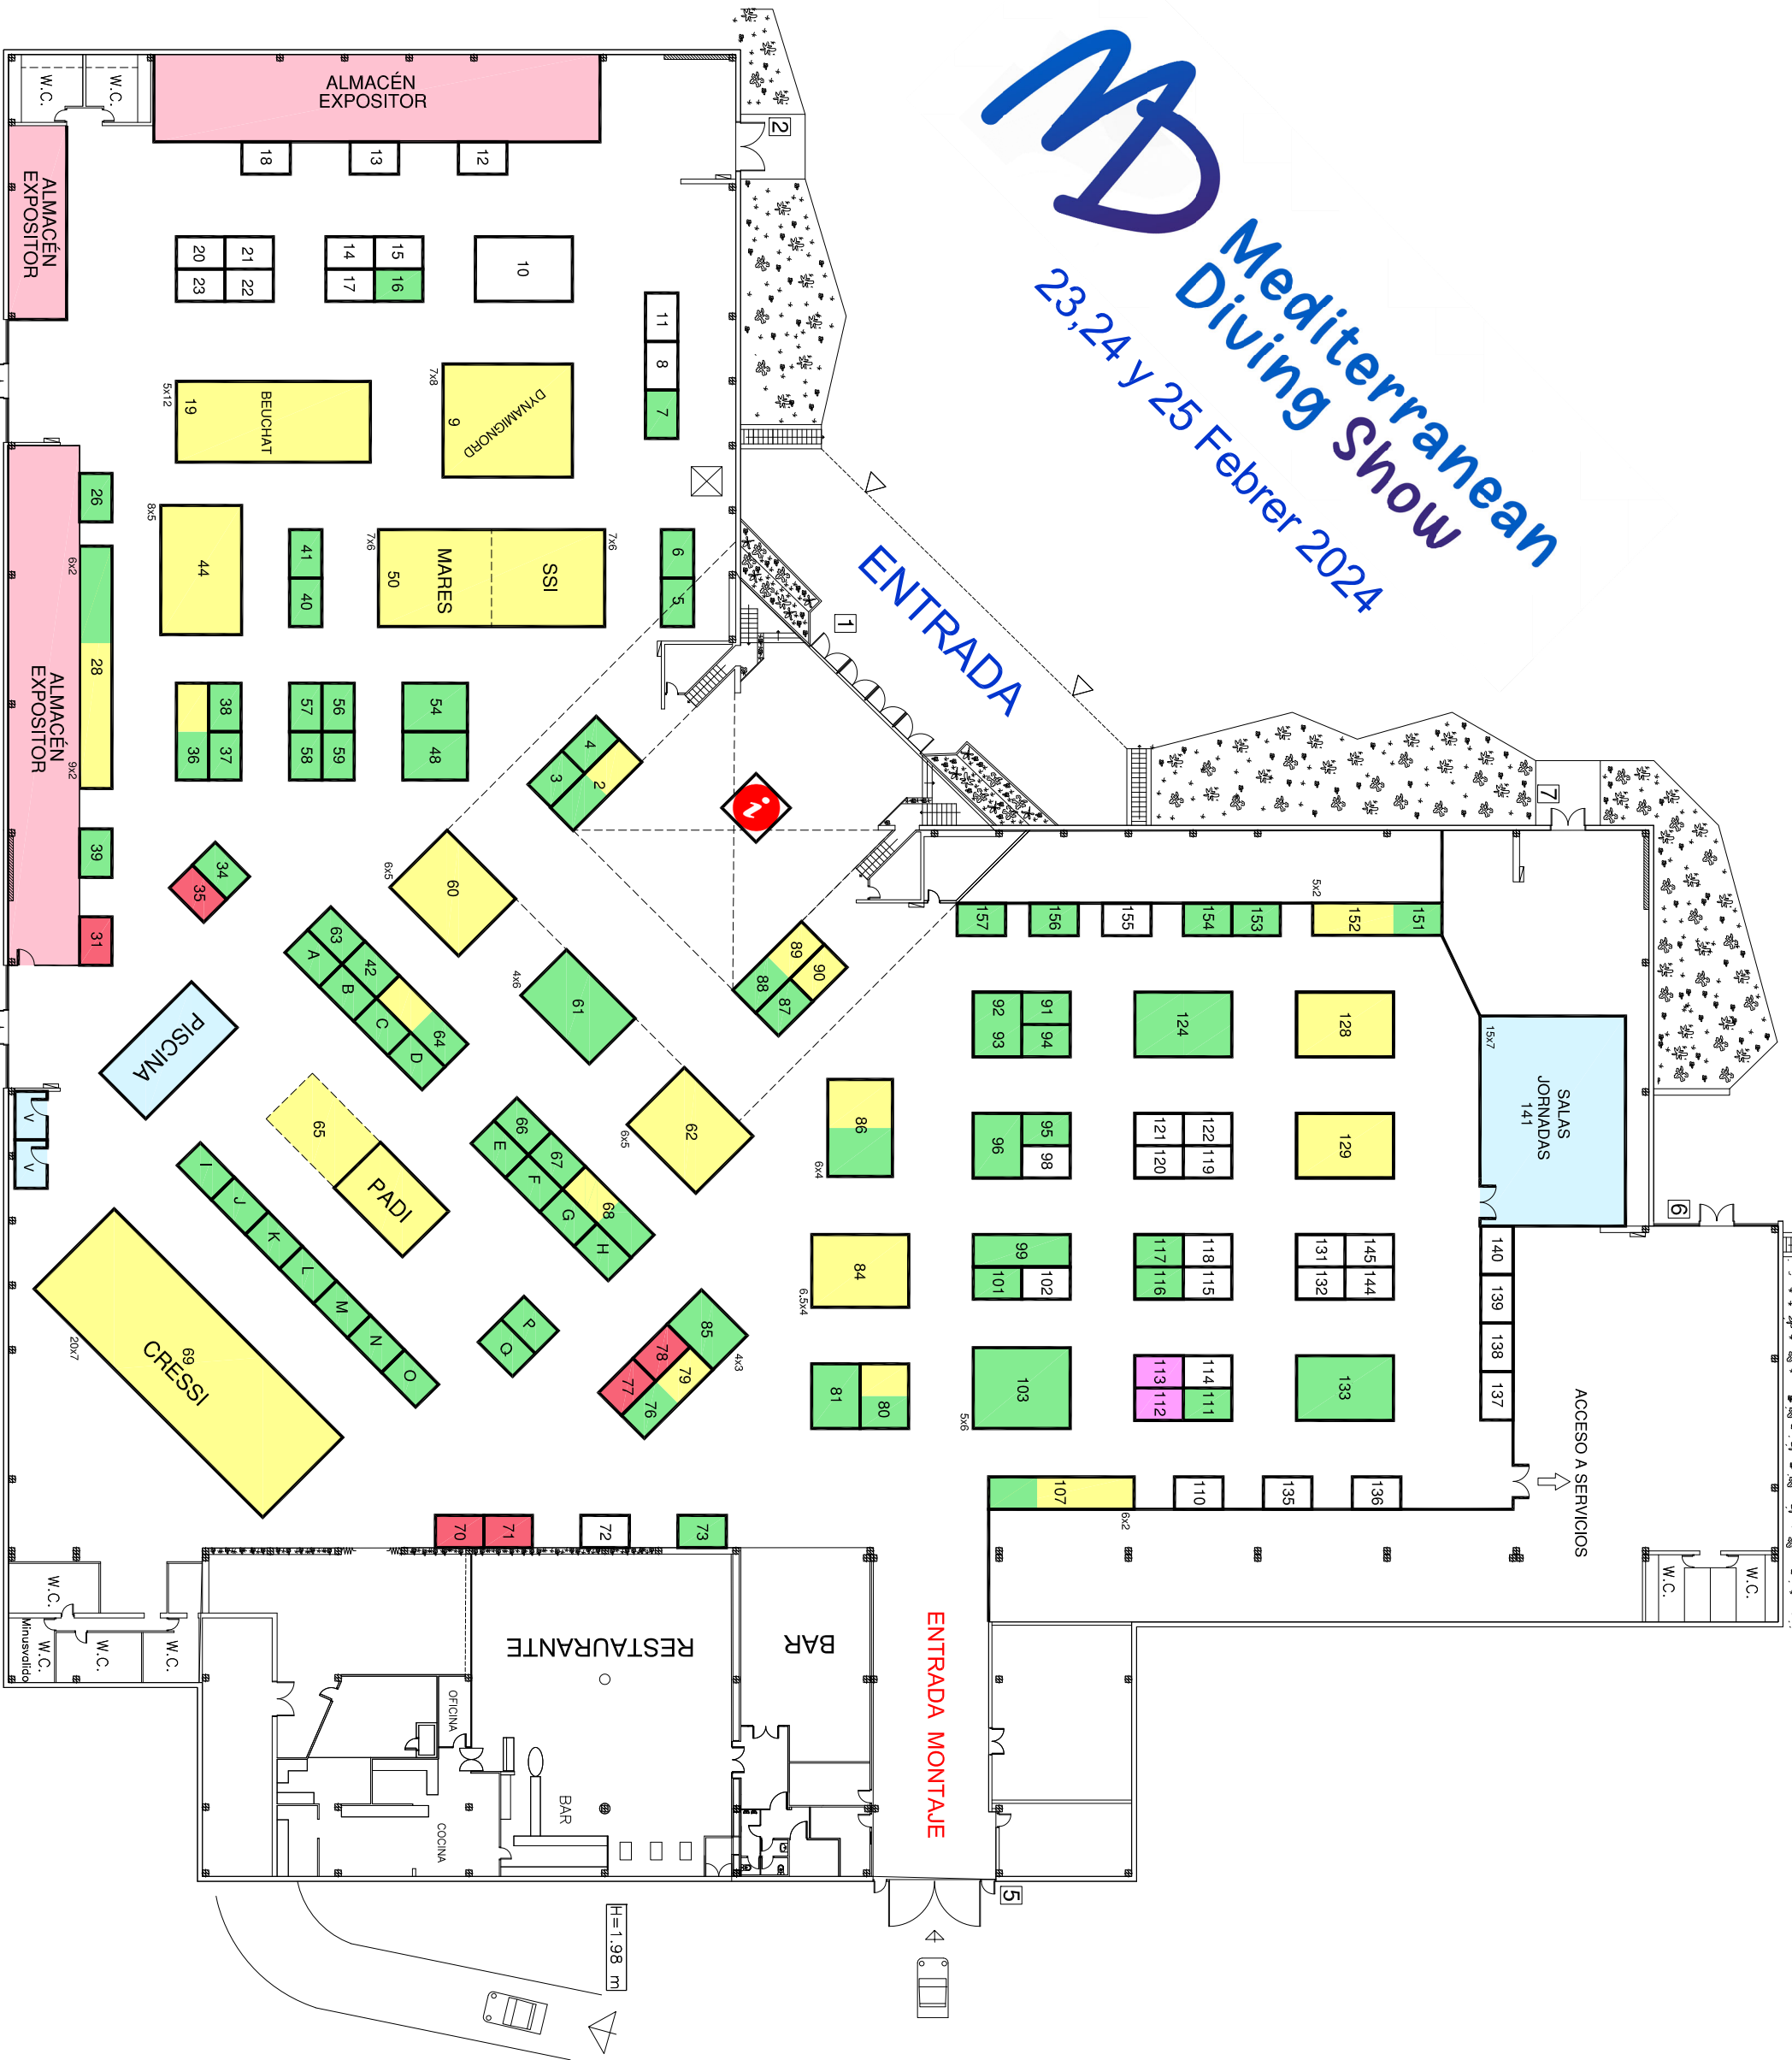 Mediterranean
Diving Show
23,24 y 25 Febrer 2024
ENTRADA
ALMACÉN
EXPOSITOR
W.C.
W.C.
2
18
13
12
ALMACÉN
EXPOSITOR
20
21
23
22
14
15
17
16
10
11
8
7
5x12
19
BEUCHAT
7x8
9
DYNAMIGNORD
26
8x5
44
41
40
7x6
MARES
50
SSI
7x6
6
5
1
6x2
28
9x2
ALMACÉN
EXPOSITOR
38
36
37
57
56
58
59
54
48
4
3
2
i
7
39
31
34
35
6x5
60
63
42
A
B
C
64
D
4x6
61
89
90
88
87
157
156
155
154
153
5x2
152
151
92
93
91
94
124
128
15x7
SALAS
JORNADAS
141
PISCINA
V
V
65
PADI
66
E
67
F
68
G
H
6x5
62
86
6x4
96
95
98
121
122
120
119
129
6
I
J
K
L
M
N
O
69
CRESSI
20x7
P
Q
84
6,5x4
99
101
102
117
118
116
115
131
145
132
144
140
139
138
137
85
4x3
78
79
77
76
81
80
103
5x6
113
114
112
111
133
ACCESO A SERVICIOS
70
71
72
73
107
6x2
110
135
136
W.C.
W.C.
W.C.
W.C.
Minusvalido
W.C.
W.C.
RESTAURANTE
BAR
ENTRADA MONTAJE
OFICINA
COCINA
BAR
5
H=1.98 m